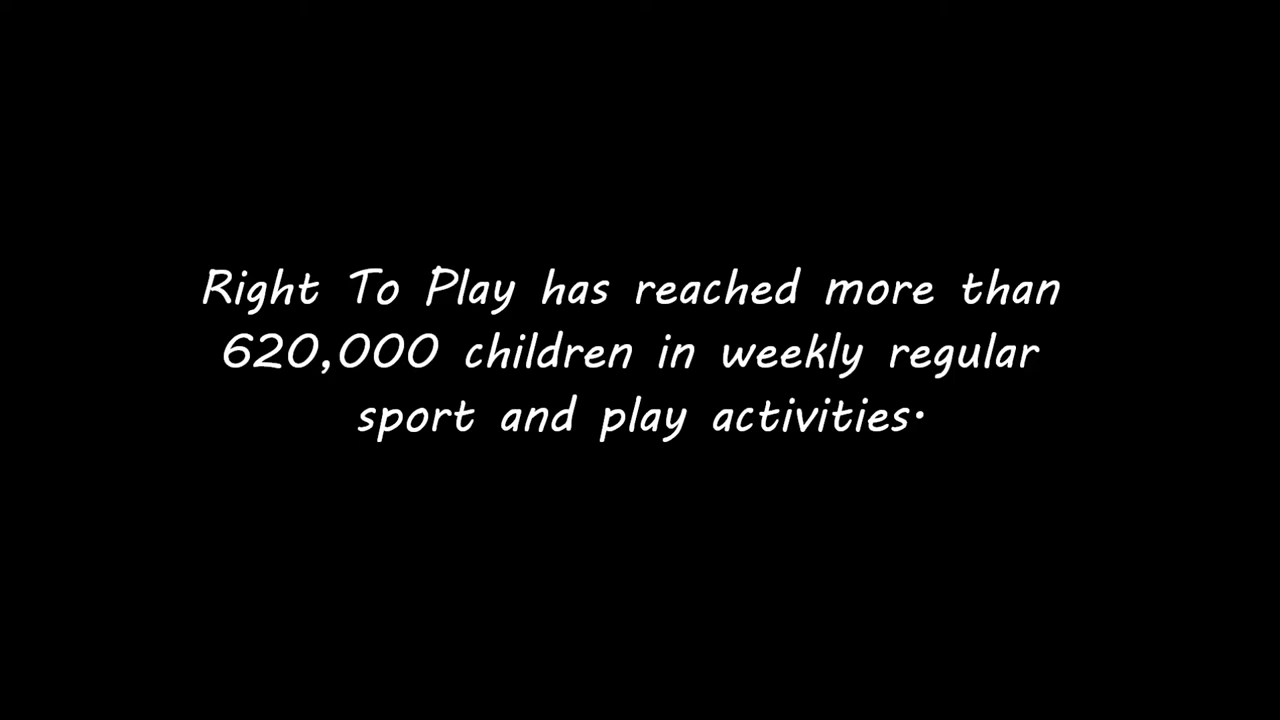 Right To Play has reached more than
620,000 children in weekly regular
sport and play activities.